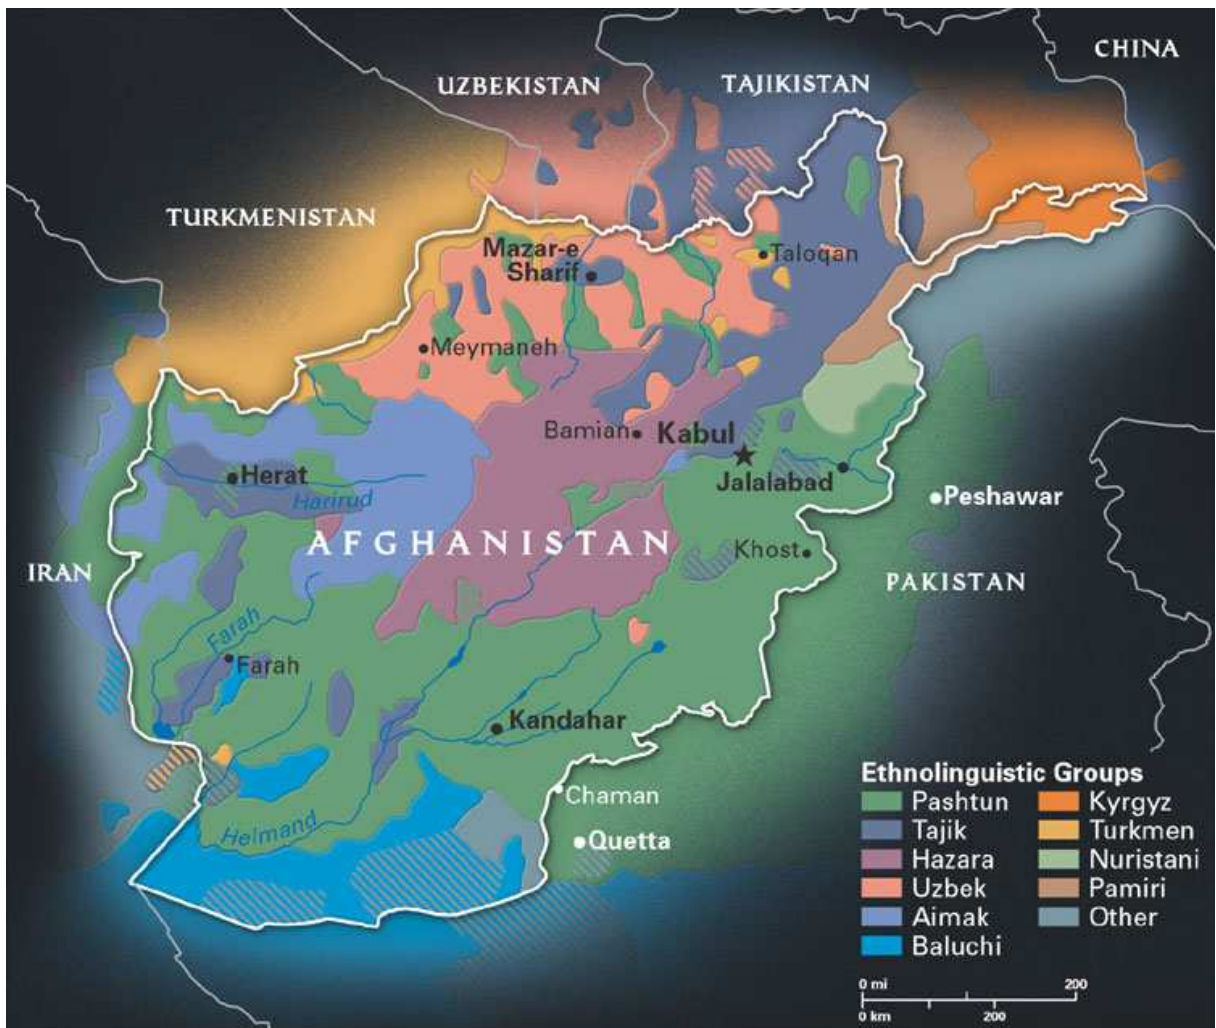 CHINA
UZBEKISTAN
TAJIKISTAN
TURKMENISTAN
Mazar-e
Sharif
Taloqan
Meymaneh
Bamian
Kabul
Herat
Harirud
Jalalabad
Peshawar
AFGHANISTAN
Khost
IRAN
PAKISTAN
Farah
Farah
Kandahar
Chaman
Helmand
Quetta
Ethnolinguistic Groups
Pashtun
Tajik
Hazara
Uzbek
Aimak
Baluchi
Kyrgyz
Turkmen
Nuristani
Pamiri
Other
0 mi 200
0 km 200